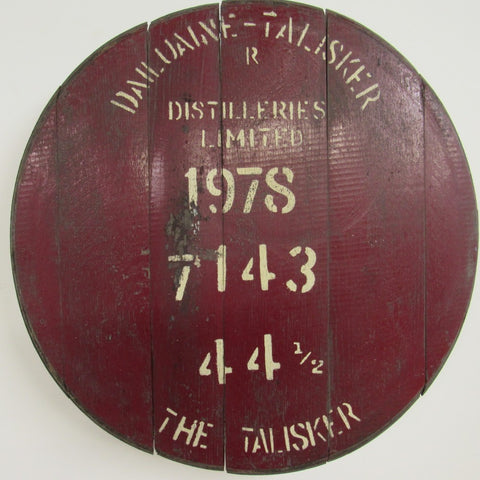 DAILUAINE-TALISKER
R
DISTILLERIES
LIMITED
1978
7143
44 1/2
THE TALISKER